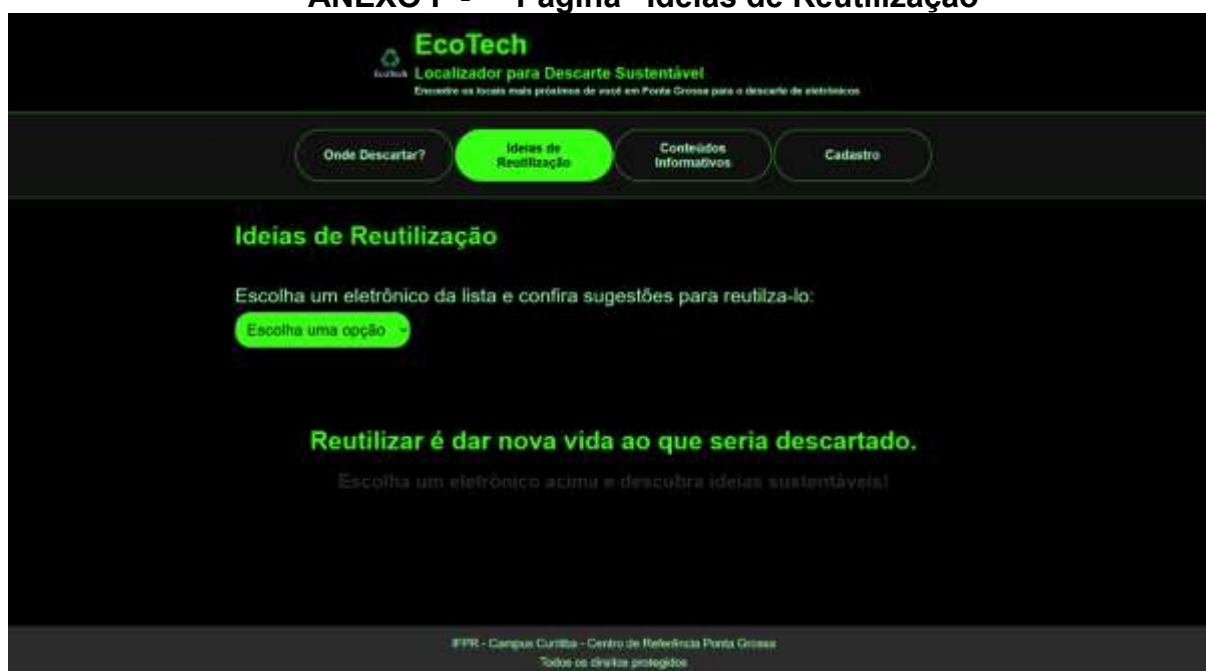 ANEXO F - Página "Ideias de Reutilização"
EcoTech
EcoTech
Localizador para Descarte Sustentável
Encontre os locais mais próximos de você em Ponta Grossa para o descarte de eletrônicos
Onde Descartar?
Ideias de
Reutilização
Conteúdos
Informativos
Cadastro
Ideias de Reutilização
Escolha um eletrônico da lista e confira sugestões para reutilza-lo:
Escolha uma opção
Reutilizar é dar nova vida ao que seria descartado.
Escolha um eletrônico acima e descubra ideias sustentáveis!
IFPR - Campus Curitiba - Centro de Referência Ponta Grossa
Todos os direitos protegidos